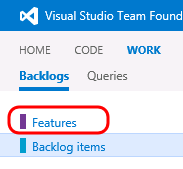 Visual Studio Team Found
HOME CODE WORK
Backlogs Queries
Features
Backlog items